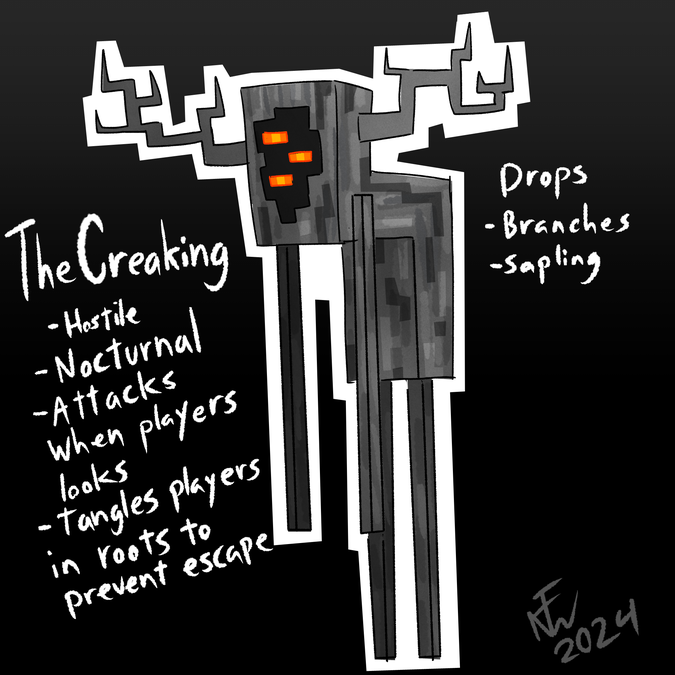 The Creaking
-Hostile
-Nocturnal
-Attacks
when players
looks
-Tangles players
in roots to
prevent escape
Drops
-Branches
-sapling
2024